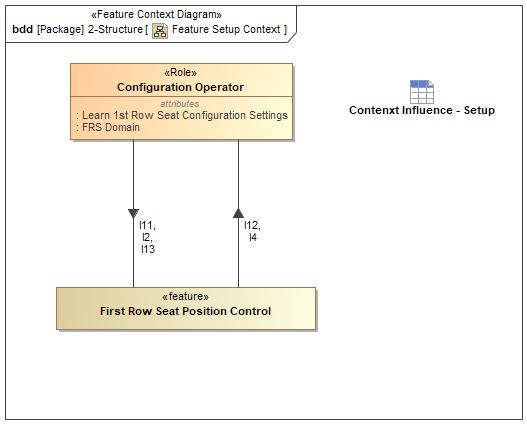 «Feature Context Diagram»
bdd [Package] 2-Structure [ Feature Setup Context ]
«Role»
Configuration Operator
attributes
: Learn 1st Row Seat Configuration Settings
: FRS Domain
Contenxt Influence - Setup
I11,
I2,
I13
I12,
I4
«feature»
First Row Seat Position Control